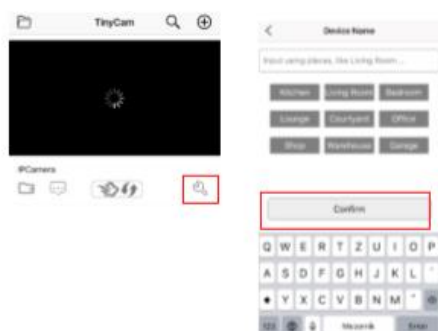 TinyCam
IPCamera
Device Name
Input using places, like Living Room...
Kitchen Living Room Bedroom
Lounge Courtyard Office
Shop Warehouse Garage
Confirm
Q W E R T Z U I O P
A S D F G H J K L
Y X C V B N M
123